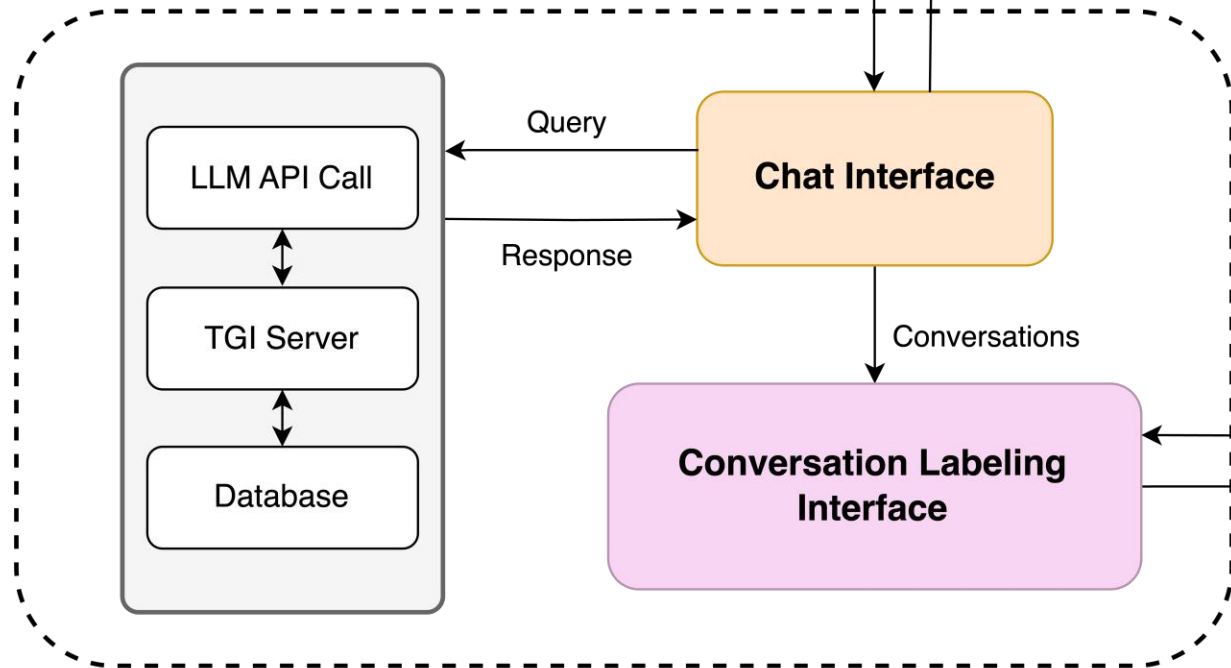 Query
LLM API Call
Chat Interface
Response
TGI Server
Conversations
Conversation Labeling
Interface
Database